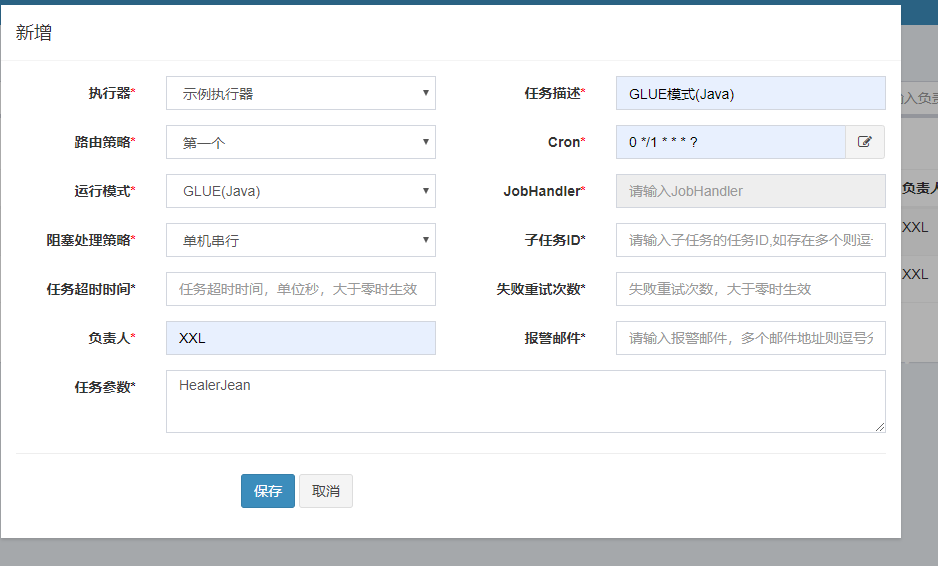 新增
执行器* 示例执行器 任务描述* GLUE模式(Java)
入负责
路由策略* 第一个 Cron* 0 */1 * * * ?
运行模式* GLUE(Java) JobHandler* 请输入JobHandler
负责人
阻塞处理策略* 单机串行 子任务ID* 请输入子任务的任务ID,如存在多个则逗
XXL
任务超时时间* 任务超时时间，单位秒，大于零时生效 失败重试次数* 失败重试次数，大于零时生效
XXL
负责人* XXL 报警邮件* 请输入报警邮件，多个邮件地址则逗号分
任务参数* HealerJean
保存 取消